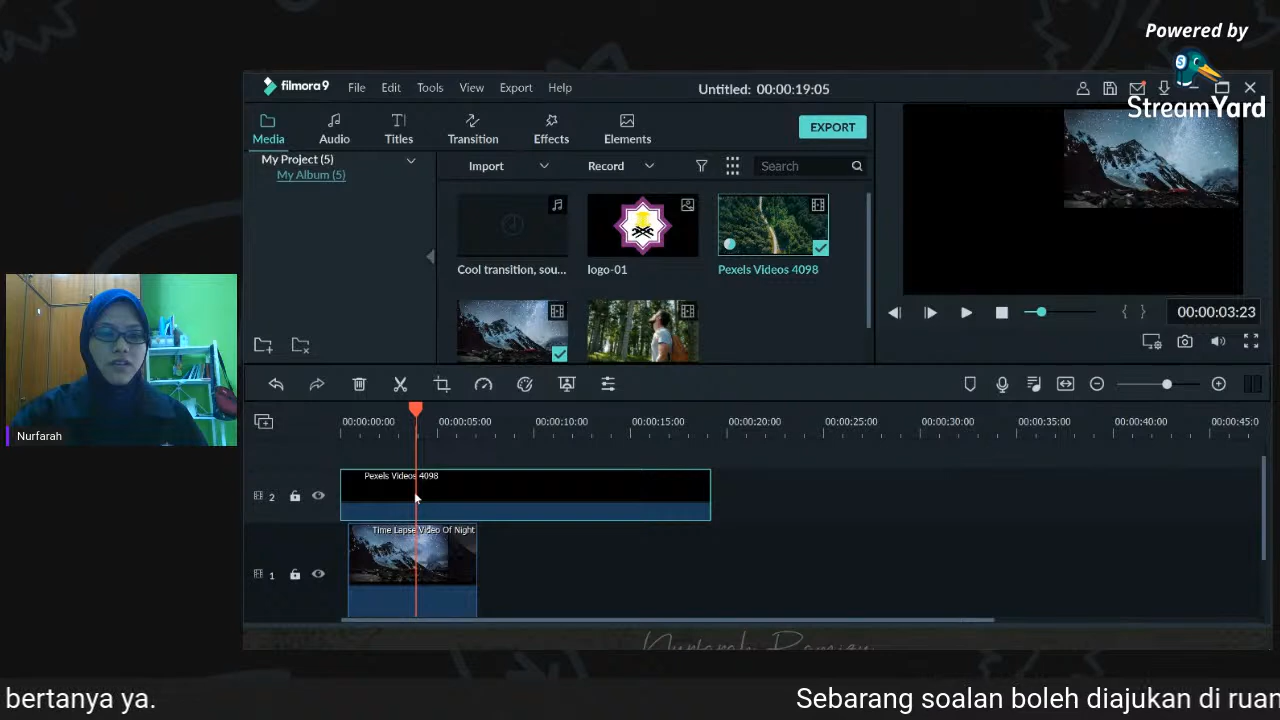 Powered by
StreamYard
filmora9
File Edit Tools View Export Help
Untitled: 00:00:19:05
Media Audio Titles Transition Effects Elements
EXPORT
My Project (5)
My Album (5)
Import Record Search
Cool transition, sou...
logo-01
Pexels Videos 4098
00:00:03:23
00:00:00:00 00:00:05:00 00:00:10:00 00:00:15:00 00:00:20:00 00:00:25:00 00:00:30:00 00:00:35:00 00:00:40:00 00:00:45:0
Pexels Videos 4098
2
Time Lapse Video Of Night
1
Nurfarah
bertanya ya. Sebarang soalan boleh diajukan di ruan